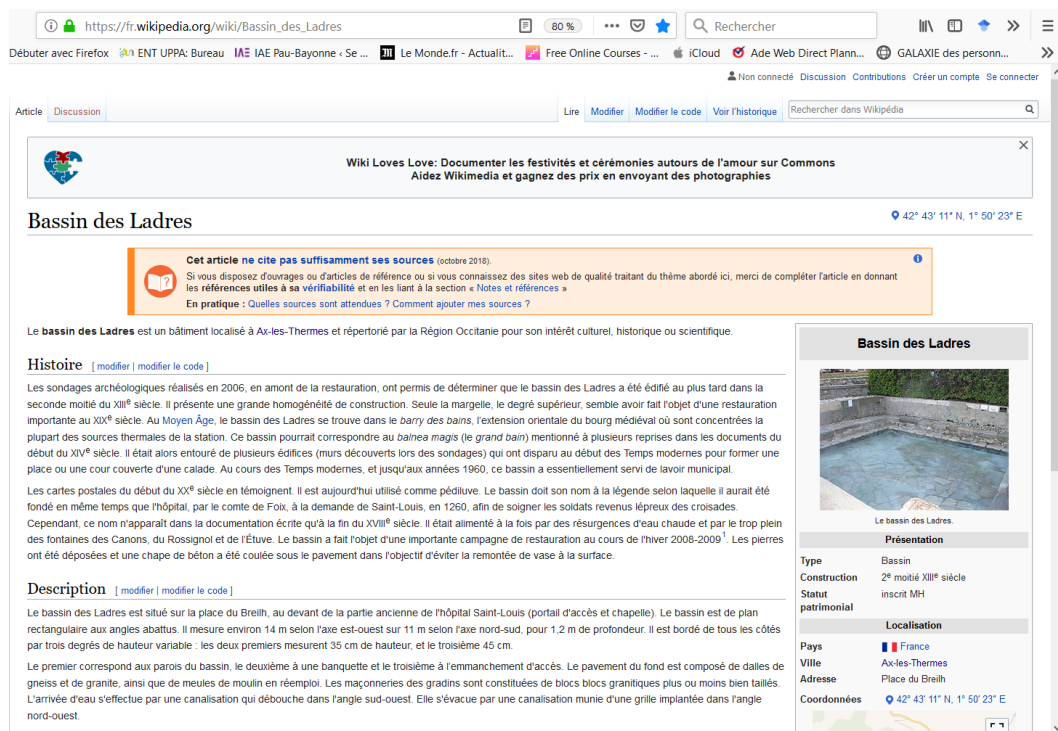 https://fr.wikipedia.org/wiki/Bassin_des_Ladres
80 %
Rechercher
Débuter avec Firefox ENT UPPA: Bureau IAE IAE Pau-Bayonne ‹ Se ... Le Monde.fr - Actualit... Free Online Courses - ... iCloud Ade Web Direct Plann... GALAXIE des personn...
Non connecté Discussion Contributions Créer un compte Se connecter
Article Discussion
Lire Modifier Modifier le code Voir l'historique
Rechercher dans Wikipédia
Wiki Loves Love: Documenter les festivités et cérémonies autours de l'amour sur Commons
Aidez Wikimedia et gagnez des prix en envoyant des photographies
Bassin des Ladres
42° 43′ 11″ N, 1° 50′ 23″ E
Cet article ne cite pas suffisamment ses sources (octobre 2018).
Si vous disposez d'ouvrages ou d'articles de référence ou si vous connaissez des sites web de qualité traitant du thème abordé ici, merci de compléter l'article en donnant
les références utiles à sa vérifiabilité et en les liant à la section « Notes et références »
En pratique : Quelles sources sont attendues ? Comment ajouter mes sources ?
Le bassin des Ladres est un bâtiment localisé à Ax-les-Thermes et répertorié par la Région Occitanie pour son intérêt culturel, historique ou scientifique.
Histoire [ modifier | modifier le code ]
Les sondages archéologiques réalisés en 2006, en amont de la restauration, ont permis de déterminer que le bassin des Ladres a été édifié au plus tard dans la
seconde moitié du XIIIe siècle. Il présente une grande homogénéité de construction. Seule la margelle, le degré supérieur, semble avoir fait l'objet d'une restauration
importante au XIXe siècle. Au Moyen Âge, le bassin des Ladres se trouve dans le barry des bains, l'extension orientale du bourg médiéval où sont concentrées la
plupart des sources thermales de la station. Ce bassin pourrait correspondre au balnea magis (le grand bain) mentionné à plusieurs reprises dans les documents du
début du XIVe siècle. Il était alors entouré de plusieurs édifices (murs découverts lors des sondages) qui ont disparu au début des Temps modernes pour former une
place ou une cour couverte d'une calade. Au cours des Temps modernes, et jusqu'aux années 1960, ce bassin a essentiellement servi de lavoir municipal.
Les cartes postales du début du XXe siècle en témoignent. Il est aujourd'hui utilisé comme pédiluve. Le bassin doit son nom à la légende selon laquelle il aurait été
fondé en même temps que l'hôpital, par le comte de Foix, à la demande de Saint-Louis, en 1260, afin de soigner les soldats revenus lépreux des croisades.
Cependant, ce nom n'apparaît dans la documentation écrite qu'à la fin du XVIIIe siècle. Il était alimenté à la fois par des résurgences d'eau chaude et par le trop plein
des fontaines des Canons, du Rossignol et de l'Étuve. Le bassin a fait l'objet d'une importante campagne de restauration au cours de l'hiver 2008-2009¹. Les pierres
ont été déposées et une chape de béton a été coulée sous le pavement dans l'objectif d'éviter la remontée de vase à la surface.
Description [ modifier | modifier le code ]
Le bassin des Ladres est situé sur la place du Breilh, au devant de la partie ancienne de l'hôpital Saint-Louis (portail d'accès et chapelle). Le bassin est de plan
rectangulaire aux angles abattus. Il mesure environ 14 m selon l'axe est-ouest sur 11 m selon l'axe nord-sud, pour 1,2 m de profondeur. Il est bordé de tous les côtés
par trois degrés de hauteur variable : les deux premiers mesurent 35 cm de hauteur, et le troisième 45 cm.
Le premier correspond aux parois du bassin, le deuxième à une banquette et le troisième à l'emmanchement d'accès. Le pavement du fond est composé de dalles de
gneiss et de granite, ainsi que de meules de moulin en réemploi. Les maçonneries des gradins sont constituées de blocs blocs granitiques plus ou moins bien taillés.
L'arrivée d'eau s'effectue par une canalisation qui débouche dans l'angle sud-ouest. Elle s'évacue par une canalisation munie d'une grille implantée dans l'angle
nord-ouest.
Bassin des Ladres
Le bassin des Ladres.
Présentation
Type Bassin
Construction 2e moitié XIIIe siècle
Statut patrimonial inscrit MH
Localisation
Pays France
Ville Ax-les-Thermes
Adresse Place du Breilh
Coordonnées 42° 43′ 11″ N, 1° 50′ 23″ E